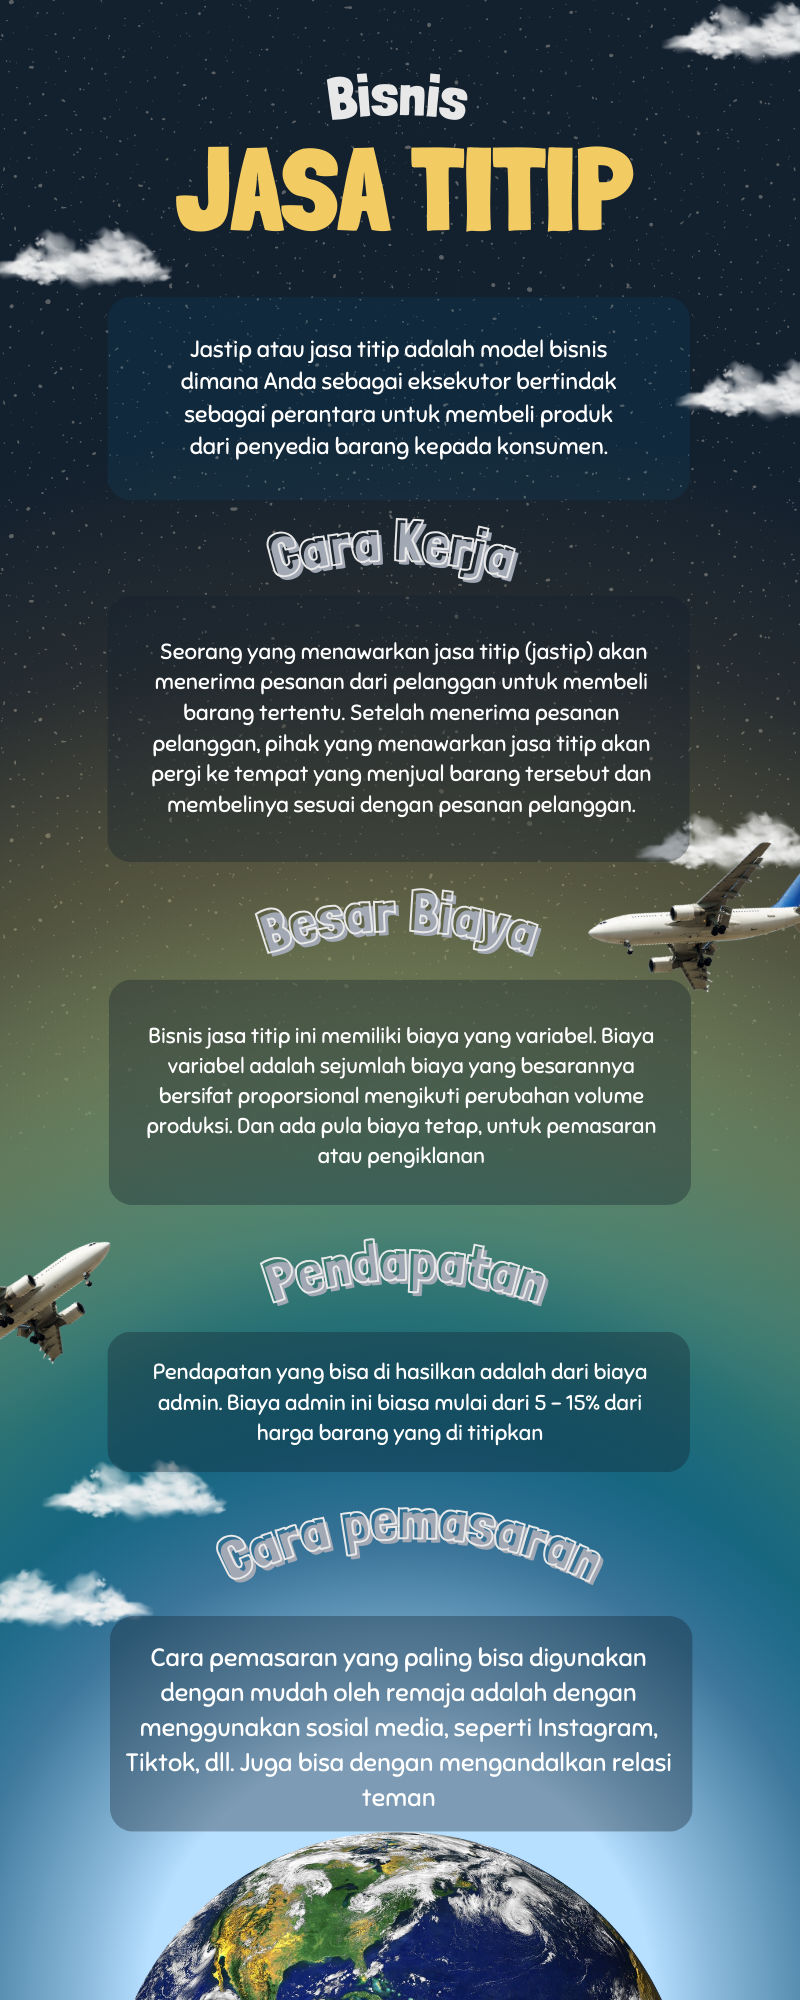 Bisnis
JASA TITIP
Jastip atau jasa titip adalah model bisnis
dimana Anda sebagai eksekutor bertindak
sebagai perantara untuk membeli produk
dari penyedia barang kepada konsumen.
Cara Kerja
Seorang yang menawarkan jasa titip (jastip) akan
menerima pesanan dari pelanggan untuk membeli
barang tertentu. Setelah menerima pesanan
pelanggan, pihak yang menawarkan jasa titip akan
pergi ke tempat yang menjual barang tersebut dan
membelinya sesuai dengan pesanan pelanggan.
Besar Biaya
Bisnis jasa titip ini memiliki biaya yang variabel. Biaya
variabel adalah sejumlah biaya yang besarannya
bersifat proporsional mengikuti perubahan volume
produksi. Dan ada pula biaya tetap, untuk pemasaran
atau pengiklanan
Pendapatan
Pendapatan yang bisa di hasilkan adalah dari biaya
admin. Biaya admin ini biasa mulai dari 5 - 15% dari
harga barang yang di titipkan
Cara pemasaran
Cara pemasaran yang paling bisa digunakan
dengan mudah oleh remaja adalah dengan
menggunakan sosial media, seperti Instagram,
Tiktok, dll. Juga bisa dengan mengandalkan relasi
teman